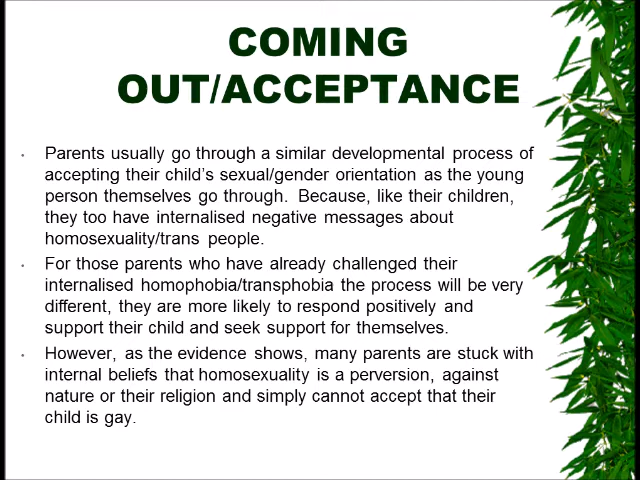 COMING
OUT/ACCEPTANCE
• Parents usually go through a similar developmental process of
accepting their child's sexual/gender orientation as the young
person themselves go through. Because, like their children,
they too have internalised negative messages about
homosexuality/trans people.
• For those parents who have already challenged their
internalised homophobia/transphobia the process will be very
different, they are more likely to respond positively and
support their child and seek support for themselves.
• However, as the evidence shows, many parents are stuck with
internal beliefs that homosexuality is a perversion, against
nature or their religion and simply cannot accept that their
child is gay.